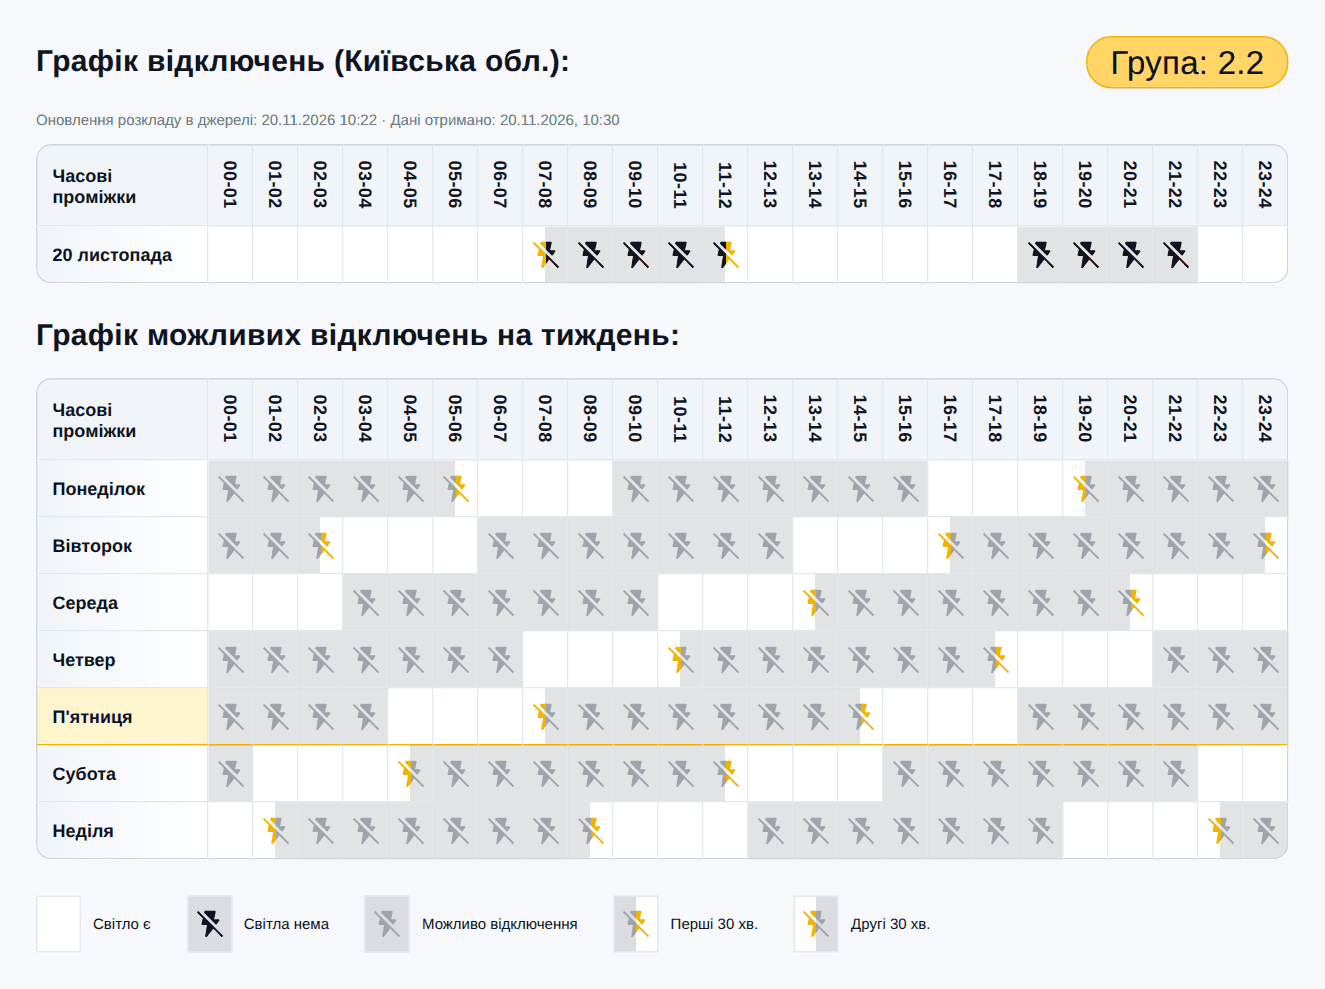 Графік відключень (Київська обл.):
Група: 2.2
Оновлення розкладу в джерелі: 20.11.2026 10:22 · Дані отримано: 20.11.2026, 10:30
Часові
проміжки
00-01 01-02 02-03 03-04 04-05 05-06 06-07 07-08 08-09 09-10 10-11 11-12 12-13 13-14 14-15 15-16 16-17 17-18 18-19 19-20 20-21 21-22 22-23 23-24
20 листопада
Графік можливих відключень на тиждень:
Часові
проміжки
00-01 01-02 02-03 03-04 04-05 05-06 06-07 07-08 08-09 09-10 10-11 11-12 12-13 13-14 14-15 15-16 16-17 17-18 18-19 19-20 20-21 21-22 22-23 23-24
Понеділок
Вівторок
Середа
Четвер
П'ятниця
Субота
Неділя
Світло є
Світла нема
Можливо відключення
Перші 30 хв.
Другі 30 хв.